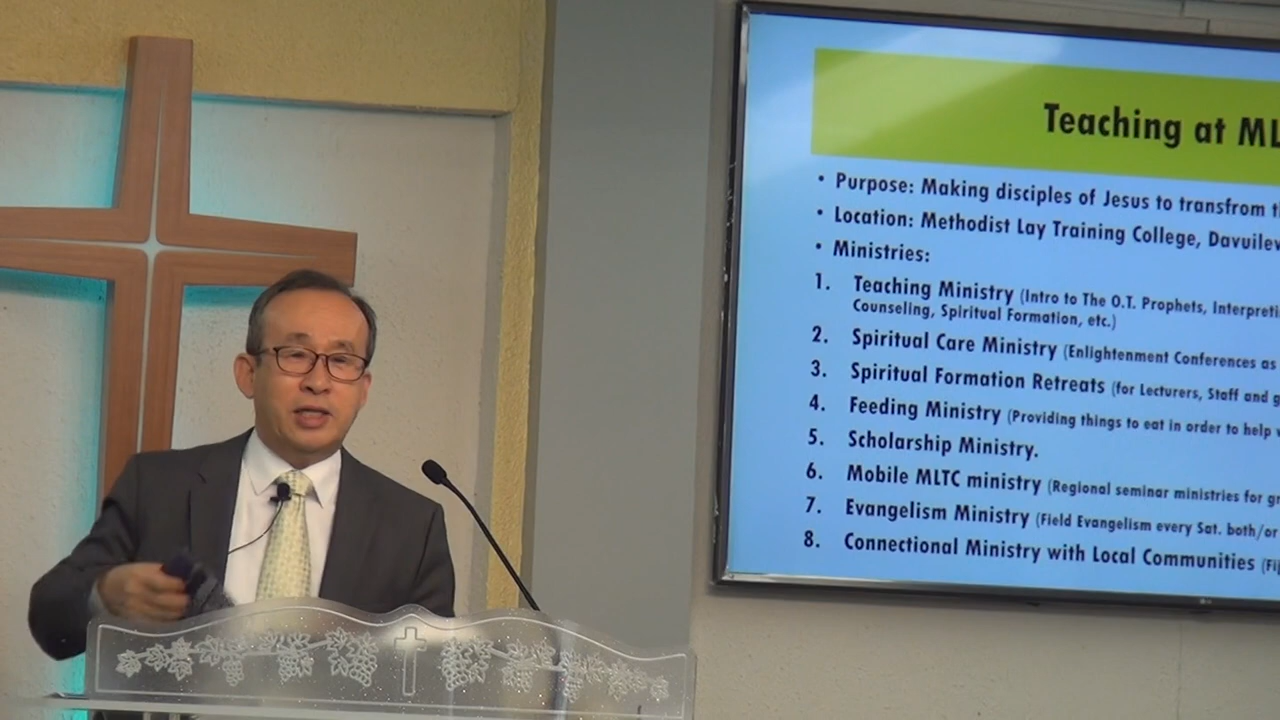 Teaching at
• Purpose: Making disciples of Jesus to transfrom
• Location: Methodist Lay Training College,
• Ministries:
1. Teaching Ministry (Intro to The O.T. Prophets,
Counseling, Spiritual Formation, etc.)
2. Spiritual Care Ministry (Enlightenment Conferences as
3. Spiritual Formation Retreats (for Lecturers, Staff and
4. Feeding Ministry (Providing things to eat in order to help
5. Scholarship Ministry.
6. Mobile MLTC ministry (Regional seminar ministries for
7. Evangelism Ministry (Field Evangelism every Sat. both/or
8. Connectional Ministry with Local Communities
LG